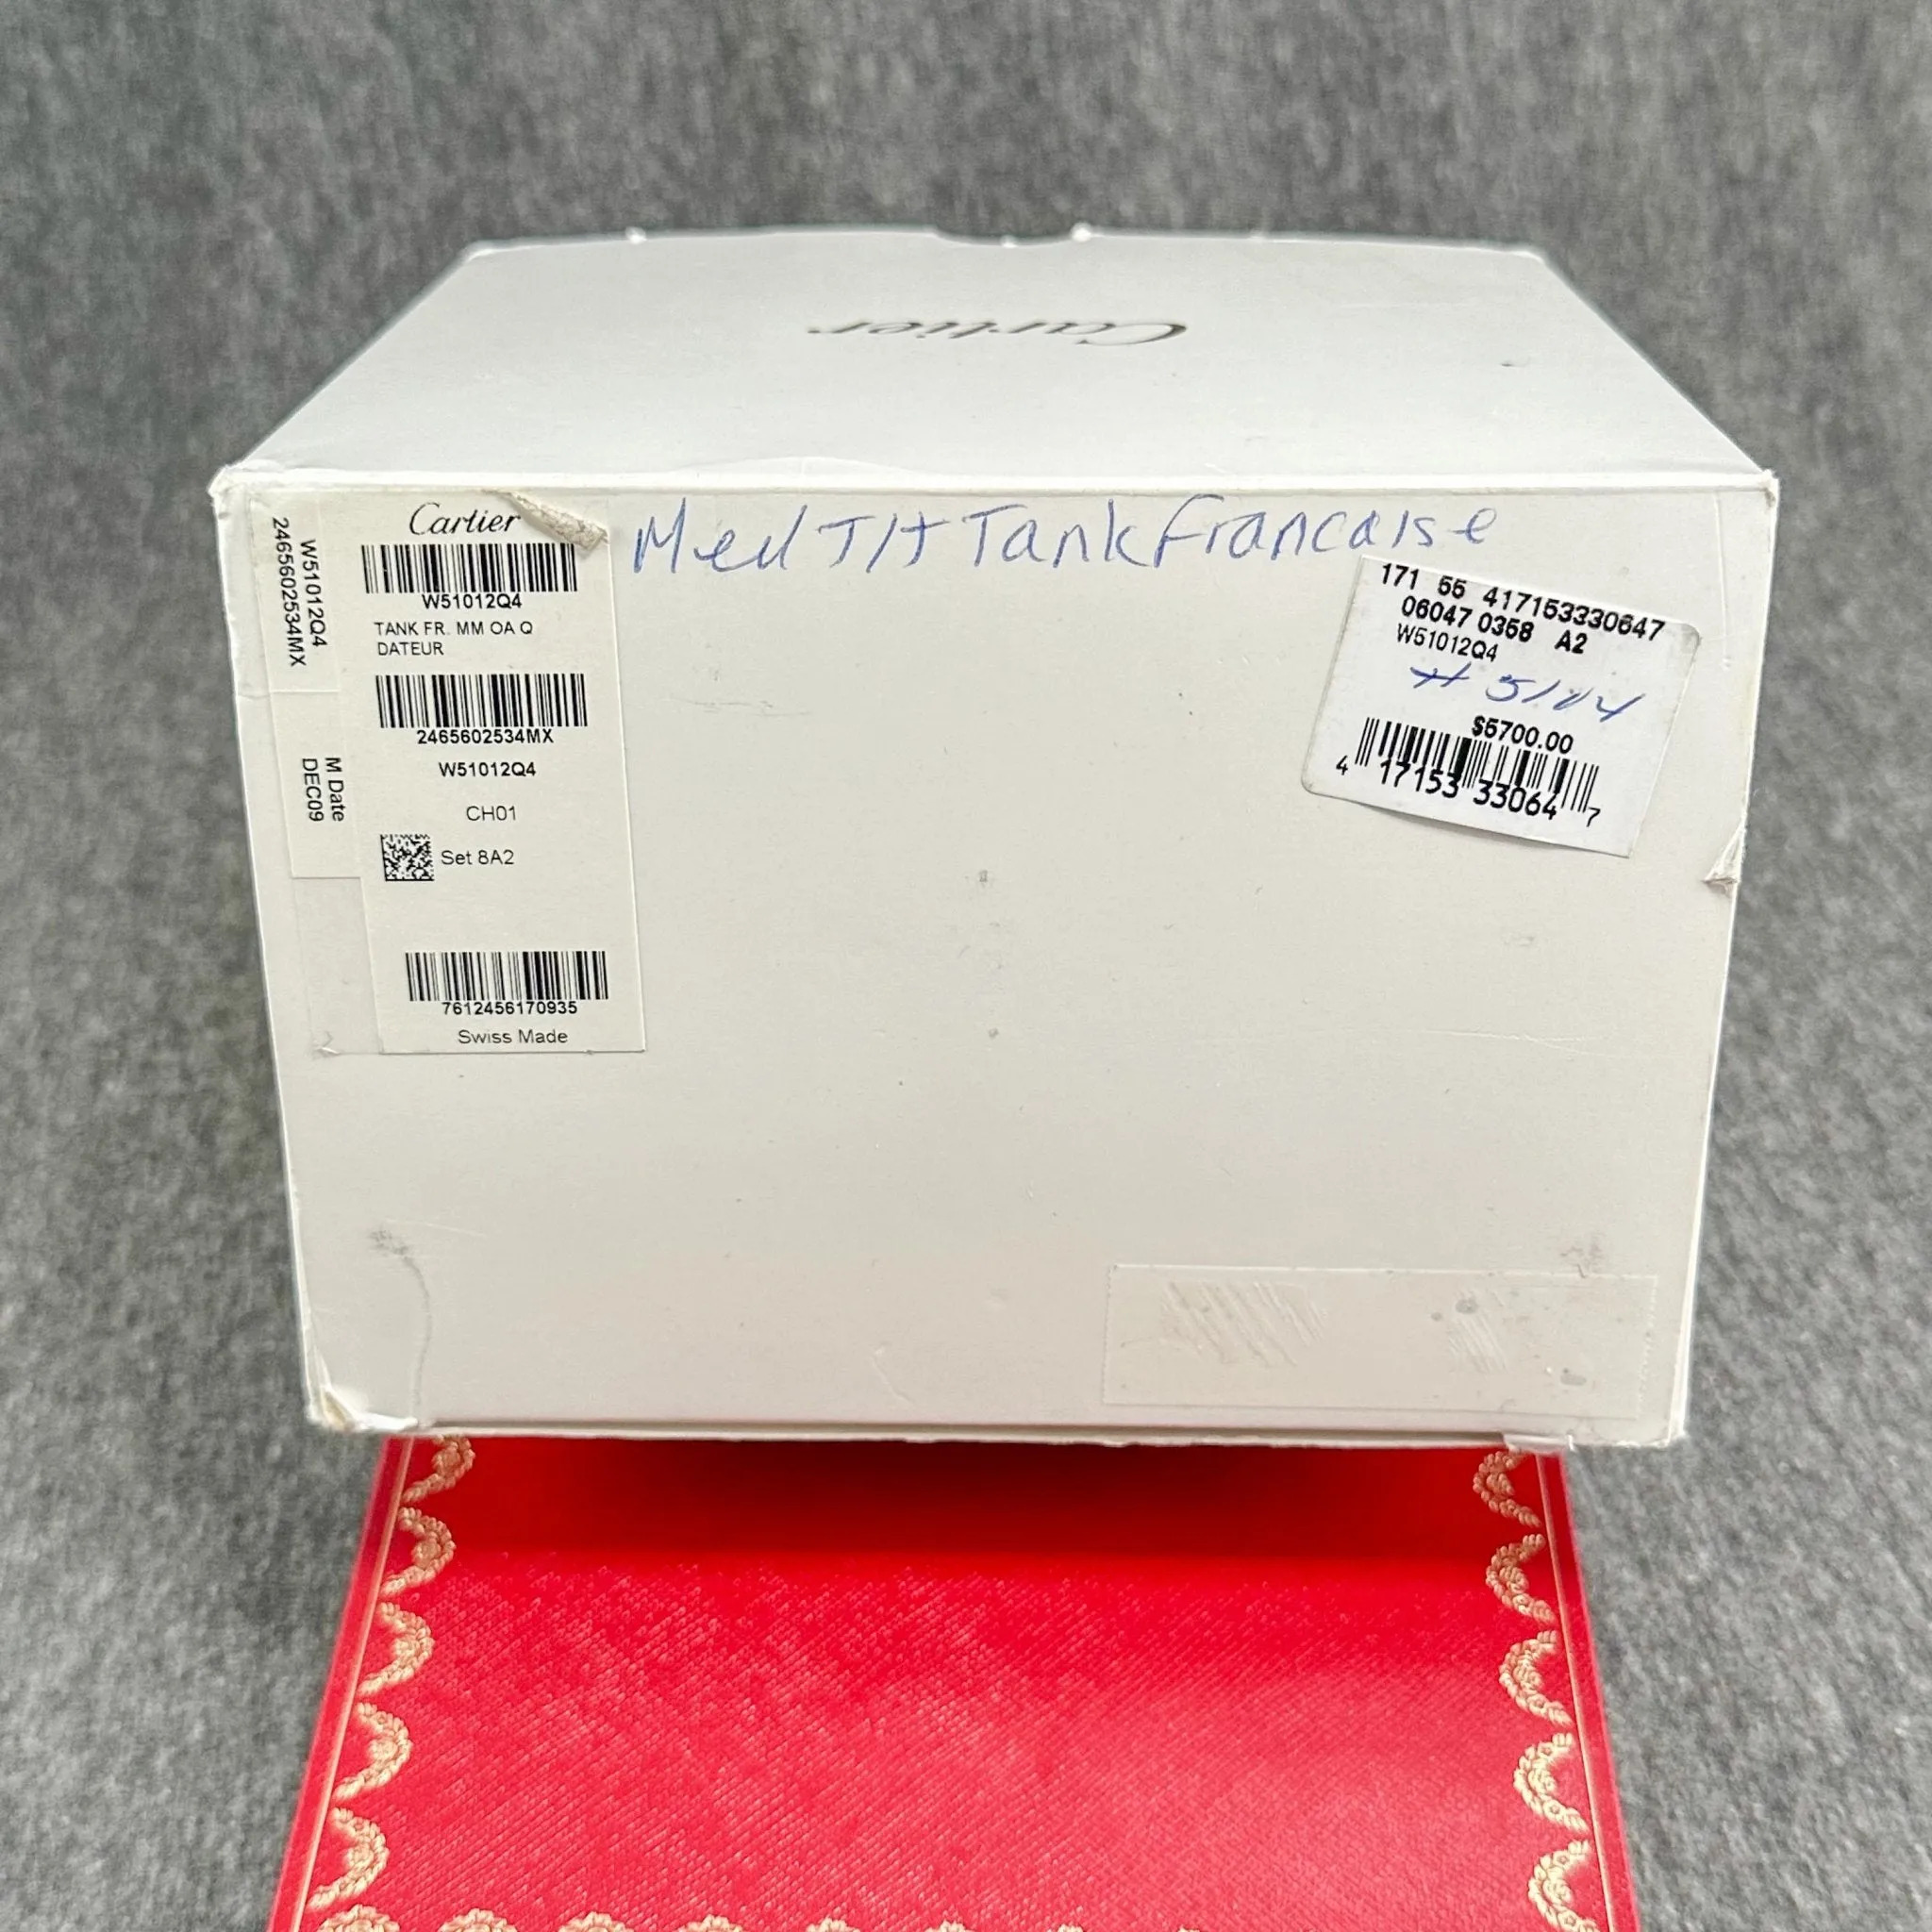 Cartier
Med T/T Tank Francaise
W51012Q4
2465602534MX
M Date
DEC09
Cartier
W51012Q4
TANK FR. MM OA Q
DATEUR
2465602534MX
W51012Q4
CH01
Set 8A2
7612456170935
Swiss Made
171 55 417153330647
06047 0358 A2
W51012Q4
$5700.00
4 17153 33064 7